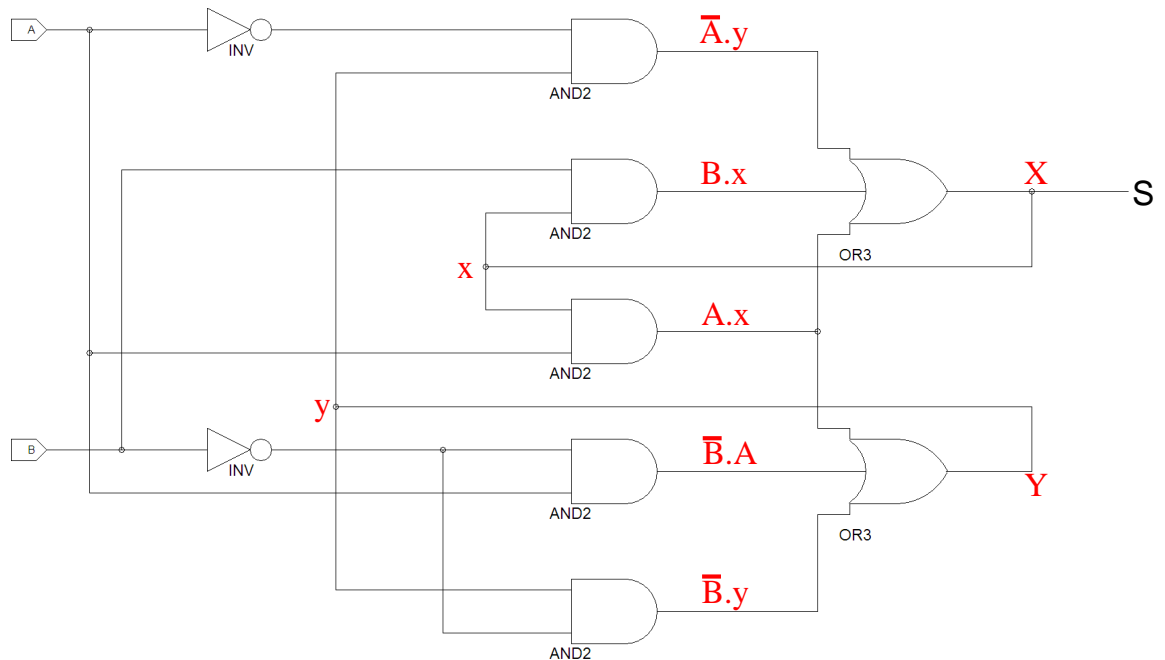 A
INV
AND2
A̅.y
B.x
AND2
X
S
OR3
x
A.x
AND2
y
B
INV
B̅.A
AND2
Y
OR3
B̅.y
AND2